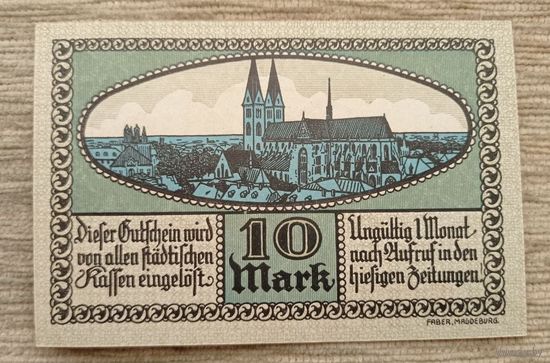 Dieser Gutschein wird
von allen städtischen
Kassen eingelöst.
10
Mark
Ungültig 1 Monat
nach Aufruf in den
hiesigen Zeitungen
FABER, MAGDEBURG.